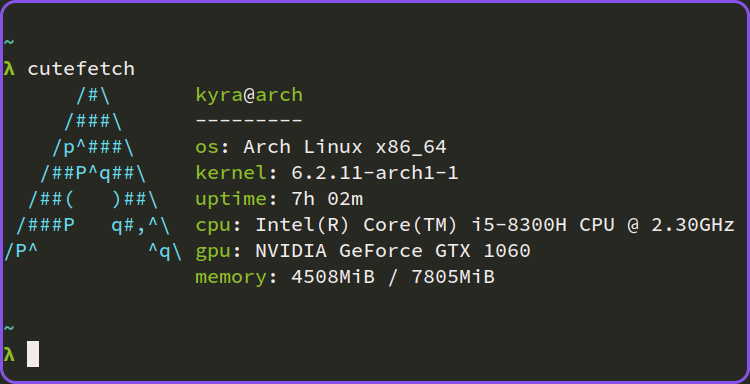 ~
λ cutefetch
      /#\       kyra@arch
     /###\      ---------
    /p^###\     os: Arch Linux x86_64
   /##P^q##\    kernel: 6.2.11-arch1-1
  /##(   )##\   uptime: 7h 02m
 /###P   q#,^\  cpu: Intel(R) Core(TM) i5-8300H CPU @ 2.30GHz
/P^         ^q\ gpu: NVIDIA GeForce GTX 1060
                memory: 4508MiB / 7805MiB
~
λ